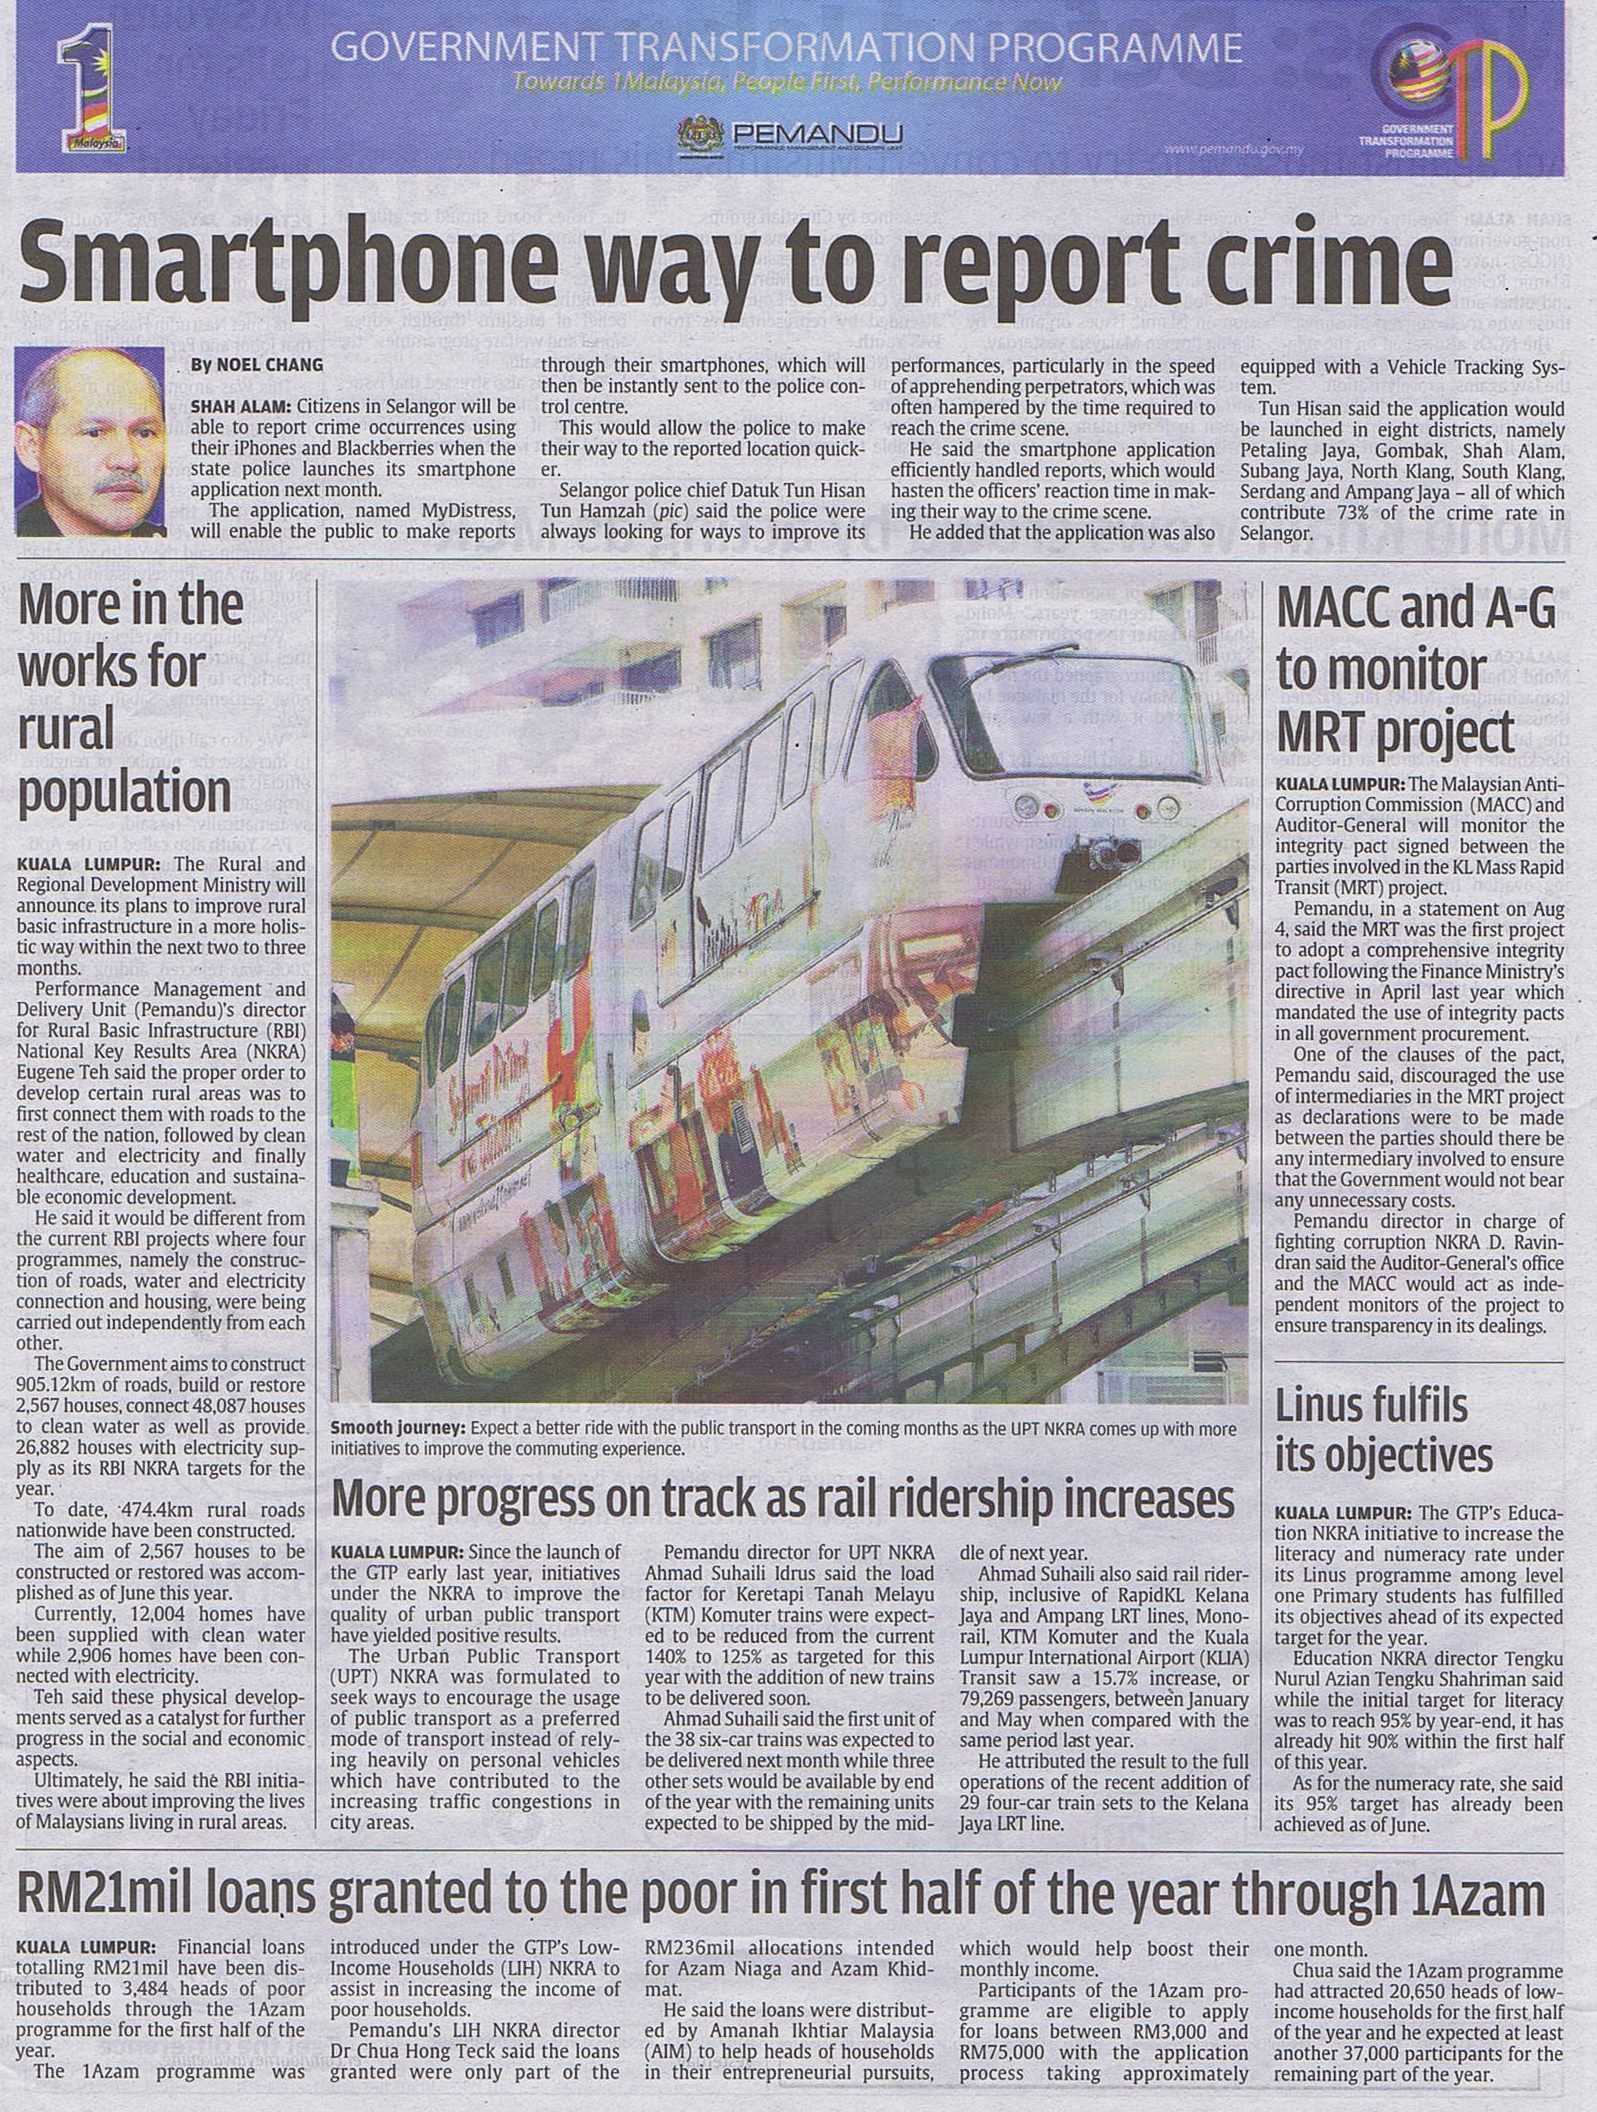 1
Malaysia
GOVERNMENT TRANSFORMATION PROGRAMME
Towards 1Malaysia, People First, Performance Now
PEMANDU
PERFORMANCE MANAGEMENT AND DELIVERY UNIT
www.pemandu.gov.my
GTP
GOVERNMENT
TRANSFORMATION
PROGRAMME
Smartphone way to report crime
By NOEL CHANG
SHAH ALAM: Citizens in Selangor will be
able to report crime occurrences using
their iPhones and Blackberries when the
state police launches its smartphone
application next month.
The application, named MyDistress,
will enable the public to make reports
through their smartphones, which will
then be instantly sent to the police con-
trol centre.
This would allow the police to make
their way to the reported location quick-
er.
Selangor police chief Datuk Tun Hisan
Tun Hamzah (pic) said the police were
always looking for ways to improve its
performances, particularly in the speed
of apprehending perpetrators, which was
often hampered by the time required to
reach the crime scene.
He said the smartphone application
efficiently handled reports, which would
hasten the officers' reaction time in mak-
ing their way to the crime scene.
He added that the application was also
equipped with a Vehicle Tracking Sys-
tem.
Tun Hisan said the application would
be launched in eight districts, namely
Petaling Jaya, Gombak, Shah Alam,
Subang Jaya, North Klang, South Klang,
Serdang and Ampang Jaya – all of which
contribute 73% of the crime rate in
Selangor.
More in the
works for
rural
population
KUALA LUMPUR: The Rural and
Regional Development Ministry will
announce its plans to improve rural
basic infrastructure in a more holis-
tic way within the next two to three
months.
Performance Management and
Delivery Unit (Pemandu)'s director
for Rural Basic Infrastructure (RBI)
National Key Results Area (NKRA)
Eugene Teh said the proper order to
develop certain rural areas was to
first connect them with roads to the
rest of the nation, followed by clean
water and electricity and finally
healthcare, education and sustaina-
ble economic development.
He said it would be different from
the current RBI projects where four
programmes, namely the construc-
tion of roads, water and electricity
connection and housing, were being
carried out independently from each
other.
The Government aims to construct
905.12km of roads, build or restore
2,567 houses, connect 48,087 houses
to clean water as well as provide
26,882 houses with electricity sup-
ply as its RBI NKRA targets for the
year.
To date, 474.4km rural roads
nationwide have been constructed.
The aim of 2,567 houses to be
constructed or restored was accom-
plished as of June this year.
Currently, 12,004 homes have
been supplied with clean water
while 2,906 homes have been con-
nected with electricity.
Teh said these physical develop-
ments served as a catalyst for further
progress in the social and economic
aspects.
Ultimately, he said the RBI initia-
tives were about improving the lives
of Malaysians living in rural areas.
Smooth journey: Expect a better ride with the public transport in the coming months as the UPT NKRA comes up with more
initiatives to improve the commuting experience.
More progress on track as rail ridership increases
KUALA LUMPUR: Since the launch of
the GTP early last year, initiatives
under the NKRA to improve the
quality of urban public transport
have yielded positive results.
The Urban Public Transport
(UPT) NKRA was formulated to
seek ways to encourage the usage
of public transport as a preferred
mode of transport instead of rely-
ing heavily on personal vehicles
which have contributed to the
increasing traffic congestions in
city areas.
Pemandu director for UPT NKRA
Ahmad Suhaili Idrus said the load
factor for Keretapi Tanah Melayu
(KTM) Komuter trains were expect-
ed to be reduced from the current
140% to 125% as targeted for this
year with the addition of new trains
to be delivered soon.
Ahmad Suhaili said the first unit of
the 38 six-car trains was expected to
be delivered next month while three
other sets would be available by end
of the year with the remaining units
expected to be shipped by the mid-
dle of next year.
Ahmad Suhaili also said rail rider-
ship, inclusive of RapidKL Kelana
Jaya and Ampang LRT lines, Mono-
rail, KTM Komuter and the Kuala
Lumpur International Airport (KLIA)
Transit saw a 15.7% increase, or
79,269 passengers, between January
and May when compared with the
same period last year.
He attributed the result to the full
operations of the recent addition of
29 four-car train sets to the Kelana
Jaya LRT line.
MACC and A-G
to monitor
MRT project
KUALA LUMPUR: The Malaysian Anti-
Corruption Commission (MACC) and
Auditor-General will monitor the
integrity pact signed between the
parties involved in the KL Mass Rapid
Transit (MRT) project.
Pemandu, in a statement on Aug
4, said the MRT was the first project
to adopt a comprehensive integrity
pact following the Finance Ministry's
directive in April last year which
mandated the use of integrity pacts
in all government procurement.
One of the clauses of the pact,
Pemandu said, discouraged the use
of intermediaries in the MRT project
as declarations were to be made
between the parties should there be
any intermediary involved to ensure
that the Government would not bear
any unnecessary costs.
Pemandu director in charge of
fighting corruption NKRA D. Ravin-
dran said the Auditor-General's office
and the MACC would act as inde-
pendent monitors of the project to
ensure transparency in its dealings.
Linus fulfils
its objectives
KUALA LUMPUR: The GTP's Educa-
tion NKRA initiative to increase the
literacy and numeracy rate under
its Linus programme among level
one Primary students has fulfilled
its objectives ahead of its expected
target for the year.
Education NKRA director Tengku
Nurul Azian Tengku Shahriman said
while the initial target for literacy
was to reach 95% by year-end, it has
already hit 90% within the first half
of this year.
As for the numeracy rate, she said
its 95% target has already been
achieved as of June.
RM21mil loans granted to the poor in first half of the year through 1Azam
KUALA LUMPUR: Financial loans
totalling RM21mil have been dis-
tributed to 3,484 heads of poor
households through the 1Azam
programme for the first half of the
year.
The 1Azam programme was
introduced under the GTP's Low-
Income Households (LIH) NKRA to
assist in increasing the income of
poor households.
Pemandu's LIH NKRA director
Dr Chua Hong Teck said the loans
granted were only part of the
RM236mil allocations intended
for Azam Niaga and Azam Khid-
mat.
He said the loans were distribut-
ed by Amanah Ikhtiar Malaysia
(AIM) to help heads of households
in their entrepreneurial pursuits,
which would help boost their
monthly income.
Participants of the 1Azam pro-
gramme are eligible to apply
for loans between RM3,000 and
RM75,000 with the application
process taking approximately
one month.
Chua said the 1Azam programme
had attracted 20,650 heads of low-
income households for the first half
of the year and he expected at least
another 37,000 participants for the
remaining part of the year.